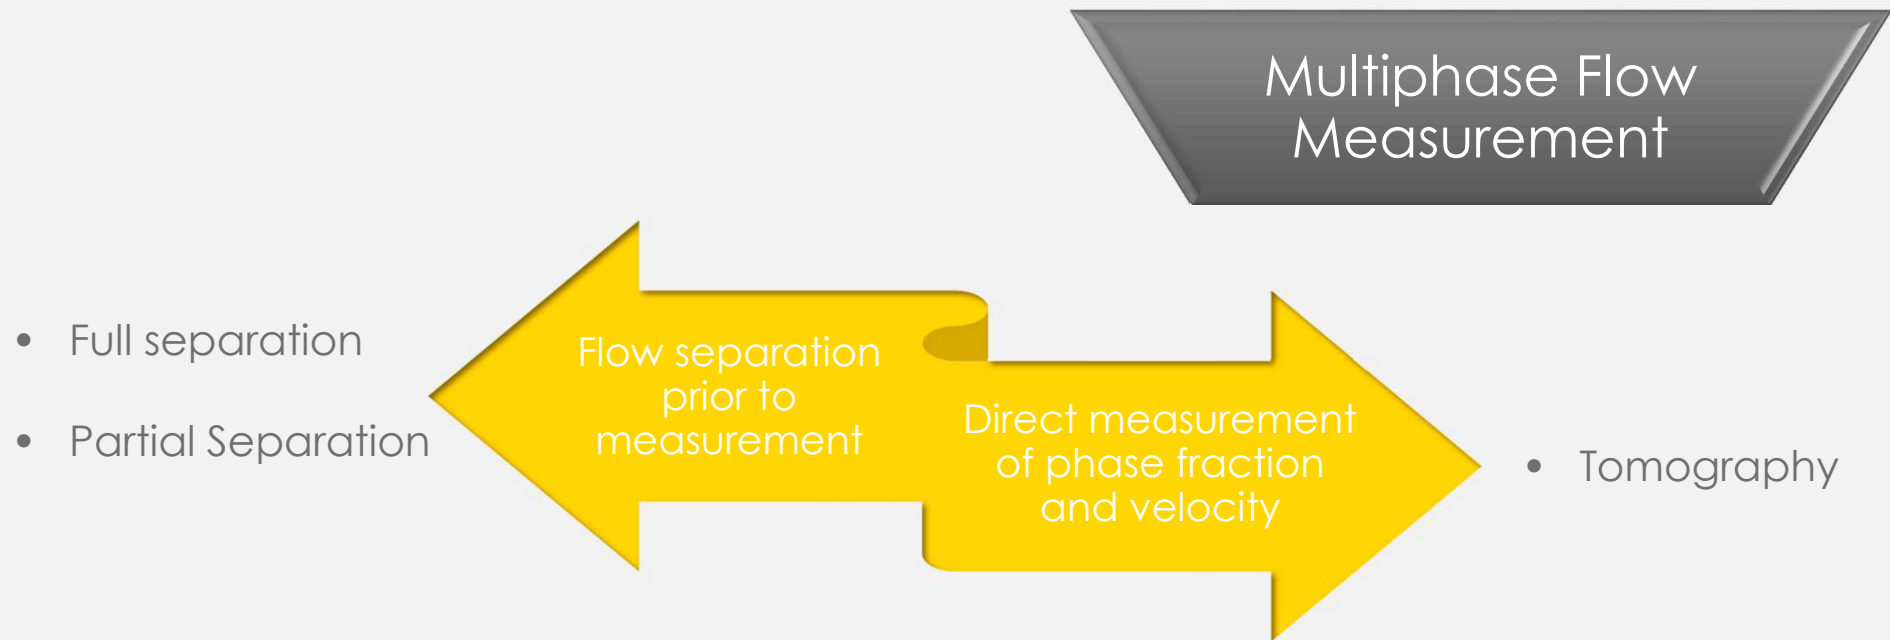 Multiphase Flow
Measurement
• Full separation
• Partial Separation
Flow separation
prior to
measurement
Direct measurement
of phase fraction
and velocity
• Tomography